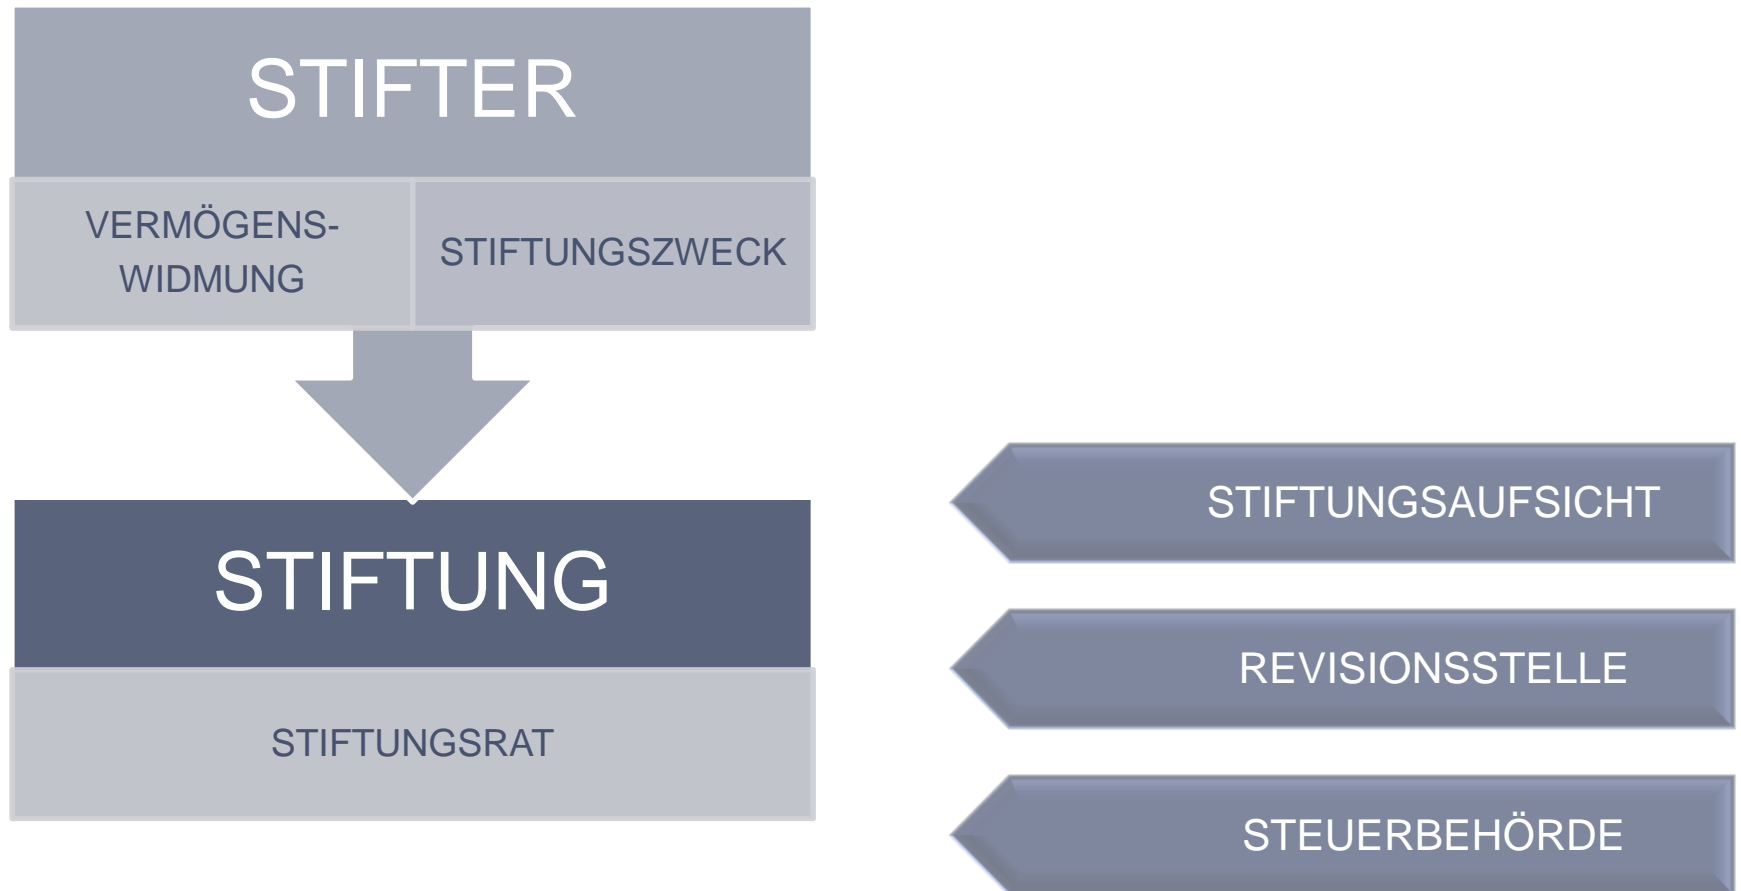 STIFTER
VERMÖGENS-
WIDMUNG
STIFTUNGSZWECK
STIFTUNG
STIFTUNGSRAT
STIFTUNGSAUFSICHT
REVISIONSSTELLE
STEUERBEHÖRDE